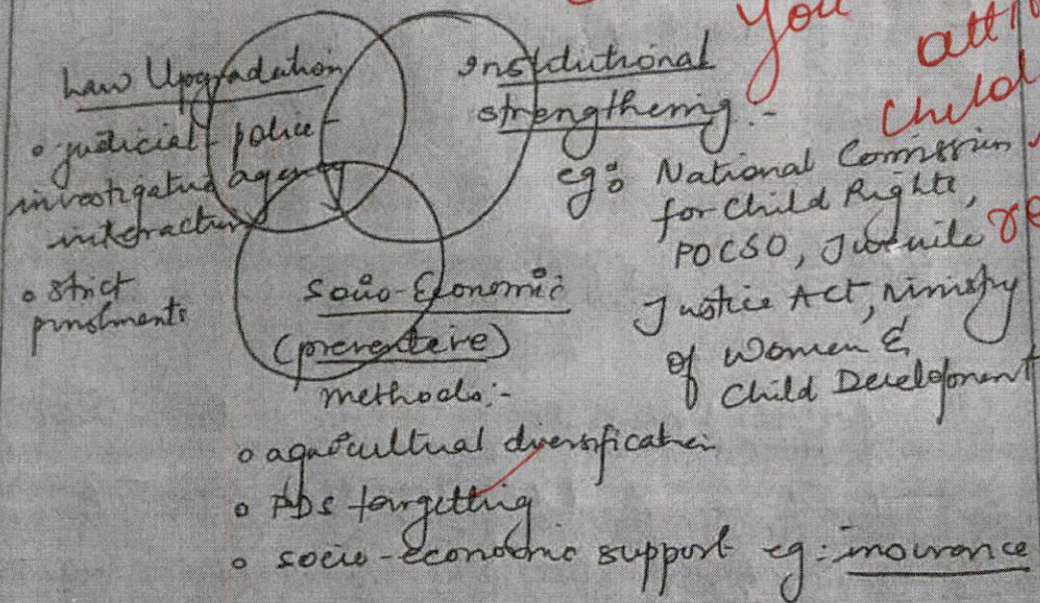 Law Upgradation
• judicial - police -
investigative agency
interaction
• strict
punishments
Institutional
strengthening :-
eg: National Commission
for Child Rights,
POCSO, Juvenile
Justice Act, Ministry
of Women &
Child Development
Socio-Economic
(preventive)
methods:-
o agricultural diversification
o PDS targetting
o socio-economic support eg: insurance
You
Child